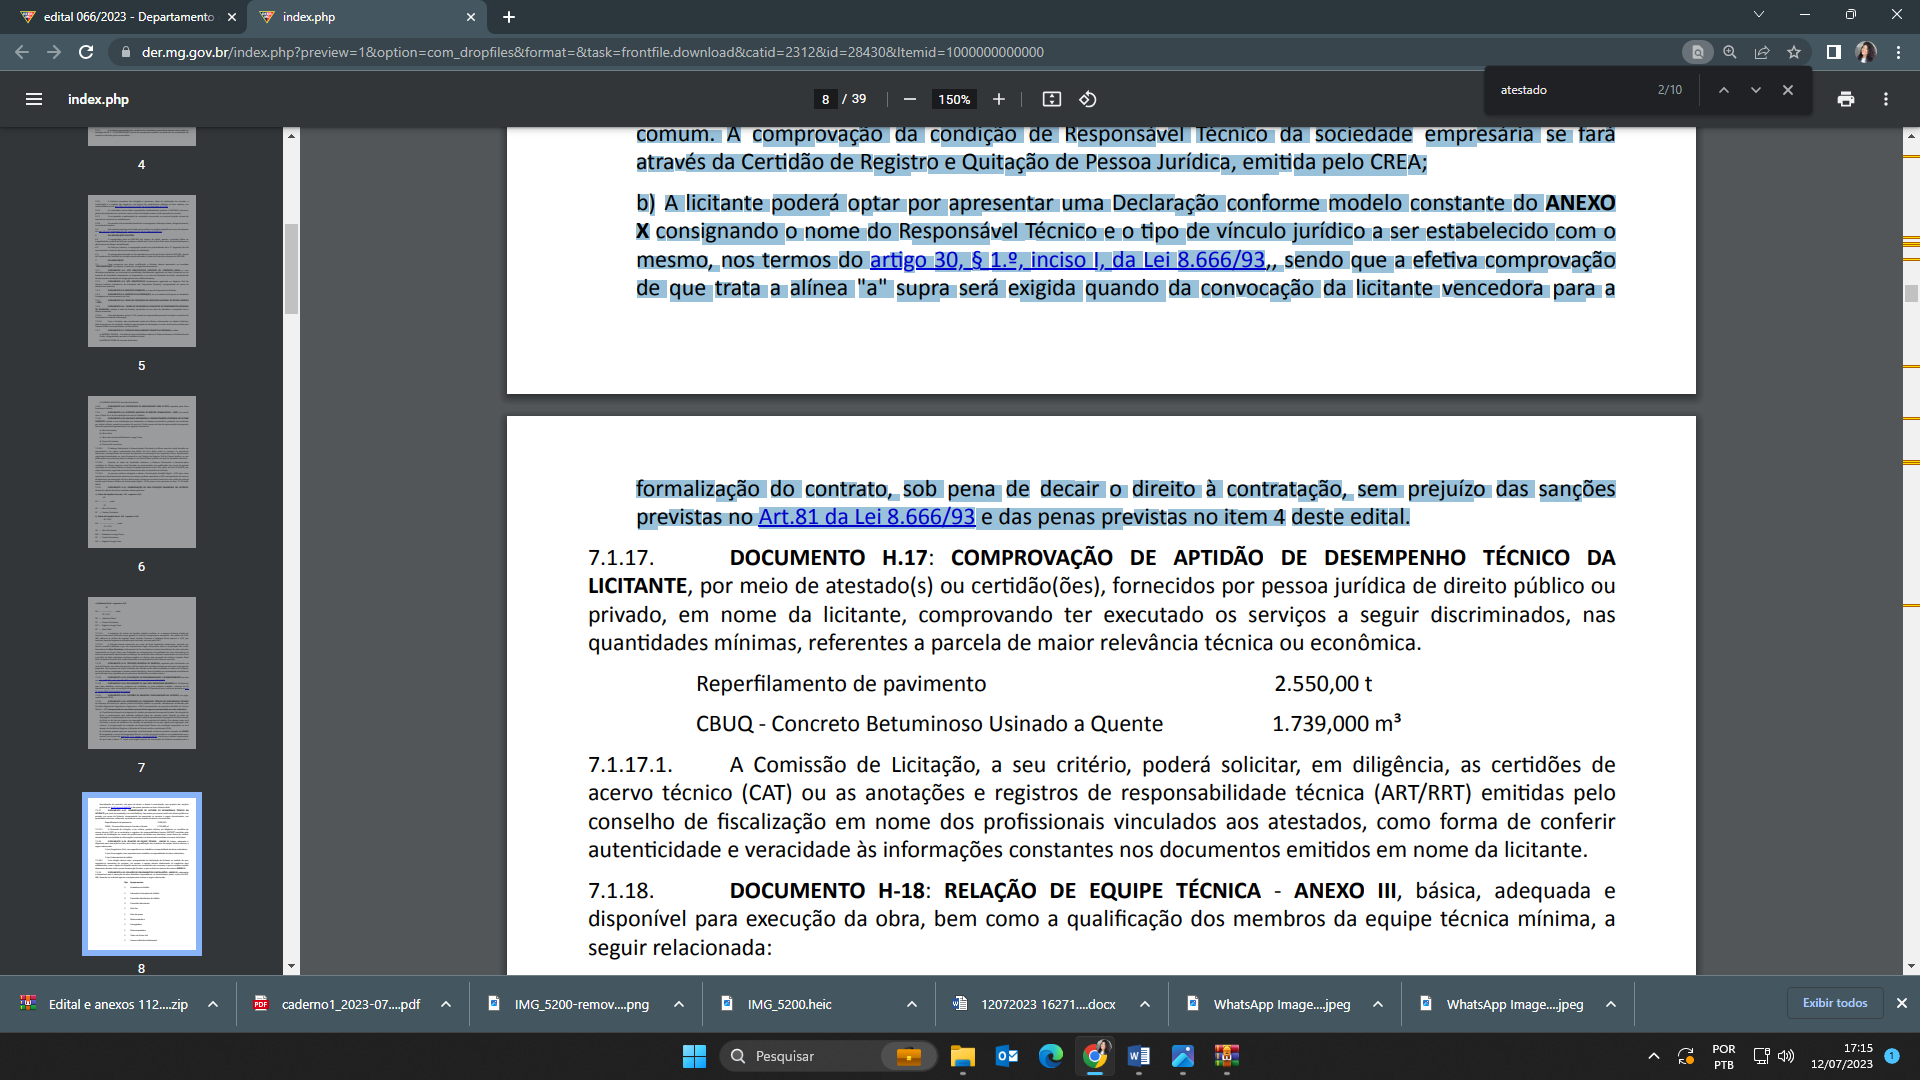 edital 066/2023 - Departamento
index.php
der.mg.gov.br/index.php?preview=1&option=com_dropfiles&format=&task=frontfile.download&catid=2312&id=28430&Itemid=1000000000000
index.php
8 / 39
150%
atestado
2/10
4
5
6
7
8
comum. A comprovação da condição de Responsável Técnico da sociedade empresária se fará
através da Certidão de Registro e Quitação de Pessoa Jurídica, emitida pelo CREA;
b) A licitante poderá optar por apresentar uma Declaração conforme modelo constante do ANEXO
X consignando o nome do Responsável Técnico e o tipo de vínculo jurídico a ser estabelecido com o
mesmo, nos termos do artigo 30, § 1.º, inciso I, da Lei 8.666/93,, sendo que a efetiva comprovação
de que trata a alínea "a" supra será exigida quando da convocação da licitante vencedora para a
formalização do contrato, sob pena de decair o direito à contratação, sem prejuízo das sanções
previstas no Art.81 da Lei 8.666/93 e das penas previstas no item 4 deste edital.
7.1.17. DOCUMENTO H.17: COMPROVAÇÃO DE APTIDÃO DE DESEMPENHO TÉCNICO DA
LICITANTE, por meio de atestado(s) ou certidão(ões), fornecidos por pessoa jurídica de direito público ou
privado, em nome da licitante, comprovando ter executado os serviços a seguir discriminados, nas
quantidades mínimas, referentes a parcela de maior relevância técnica ou econômica.
Reperfilamento de pavimento 2.550,00 t
CBUQ - Concreto Betuminoso Usinado a Quente 1.739,000 m³
7.1.17.1. A Comissão de Licitação, a seu critério, poderá solicitar, em diligência, as certidões de
acervo técnico (CAT) ou as anotações e registros de responsabilidade técnica (ART/RRT) emitidas pelo
conselho de fiscalização em nome dos profissionais vinculados aos atestados, como forma de conferir
autenticidade e veracidade às informações constantes nos documentos emitidos em nome da licitante.
7.1.18. DOCUMENTO H-18: RELAÇÃO DE EQUIPE TÉCNICA - ANEXO III, básica, adequada e
disponível para execução da obra, bem como a qualificação dos membros da equipe técnica mínima, a
seguir relacionada:
Edital e anexos 112....zip
caderno1_2023-07....pdf
IMG_5200-remov....png
IMG_5200.heic
12072023 16271....docx
WhatsApp Image....jpeg
WhatsApp Image....jpeg
Exibir todos
Pesquisar
POR
PTB
17:15
12/07/2023
1